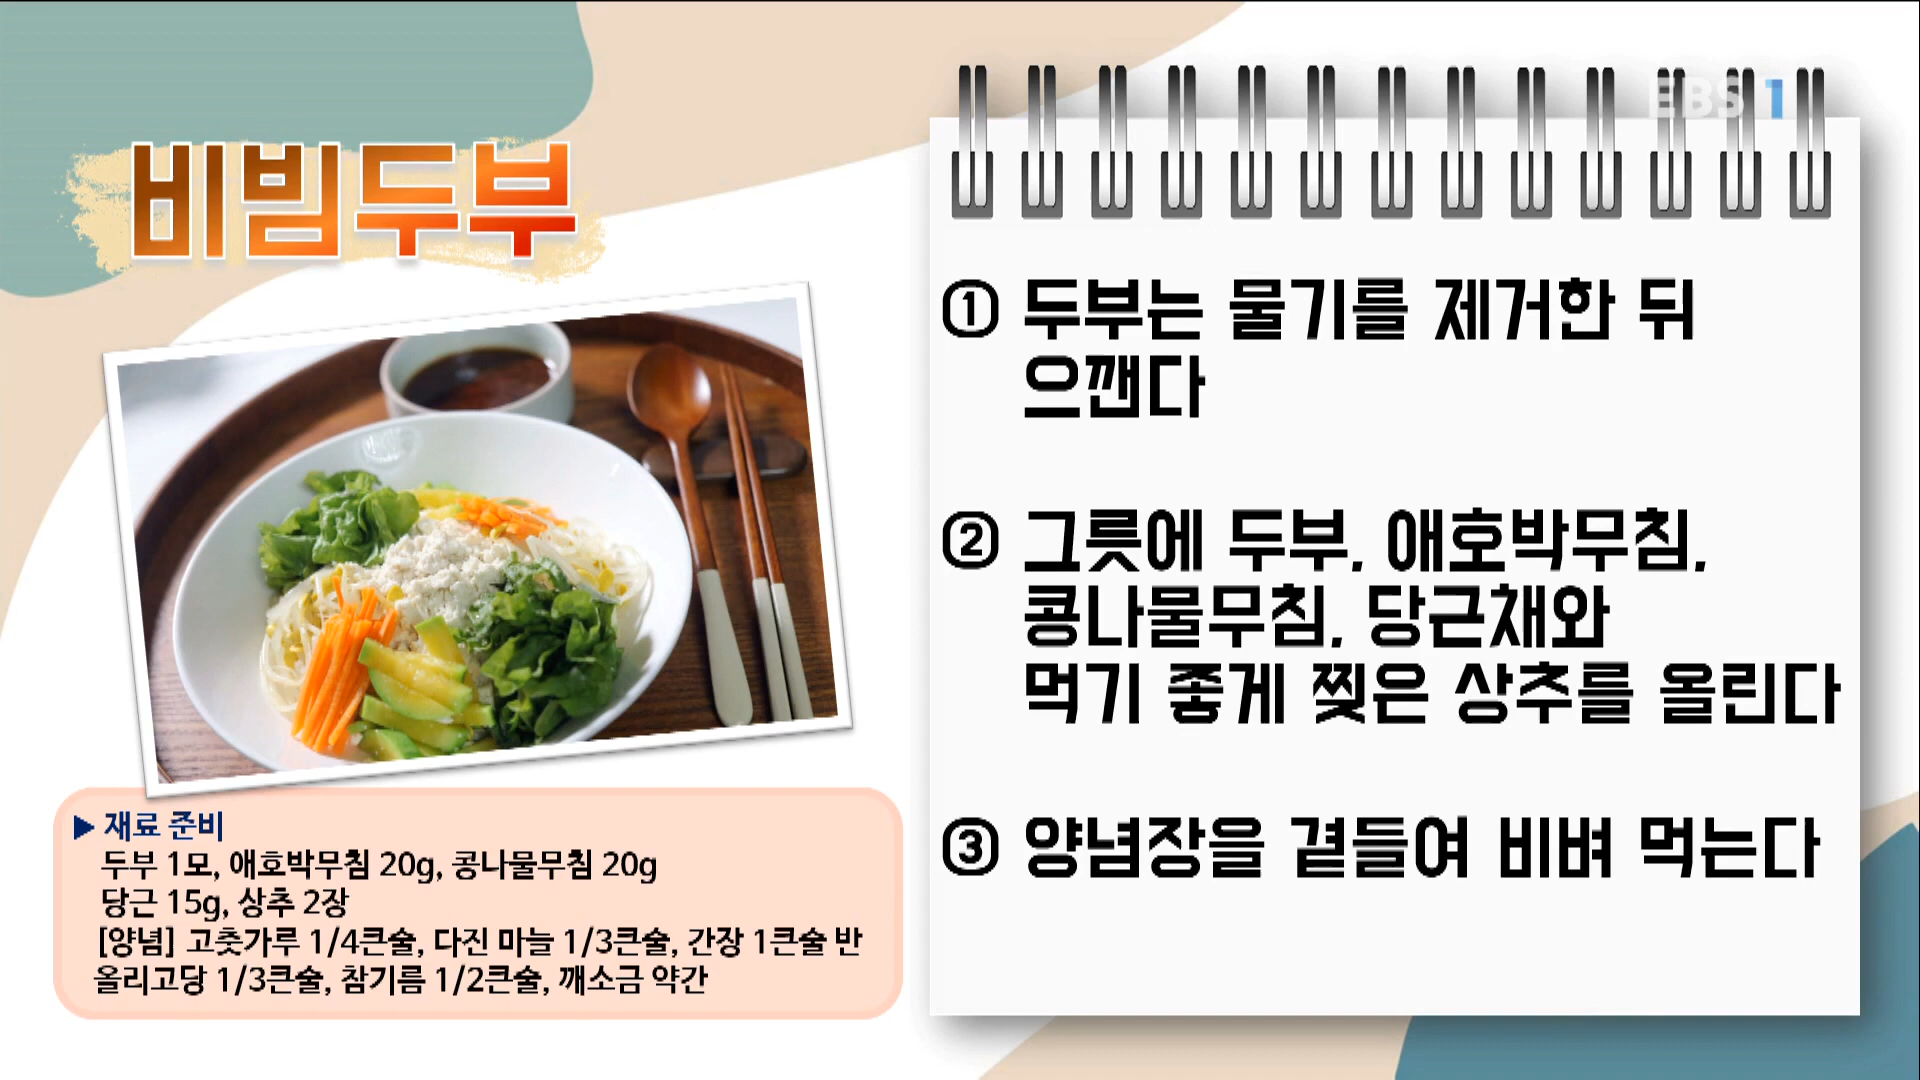 비빔두부
EBS 1
① 두부는 물기를 제거한 뒤
으깬다
② 그릇에 두부, 애호박무침,
콩나물무침, 당근채와
먹기 좋게 찢은 상추를 올린다
③ 양념장을 곁들여 비벼 먹는다
▶ 재료 준비
두부 1모, 애호박무침 20g, 콩나물무침 20g
당근 15g, 상추 2장
[양념] 고춧가루 1/4큰술, 다진 마늘 1/3큰술, 간장 1큰술 반
올리고당 1/3큰술, 참기름 1/2큰술, 깨소금 약간